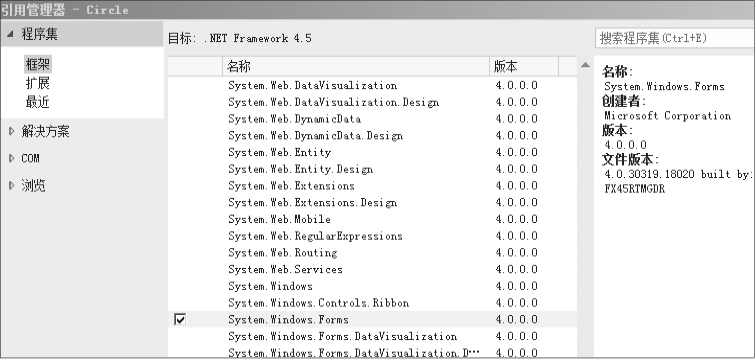 引用管理器 - Circle
程序集
框架
扩展
最近
解决方案
COM
浏览
目标: .NET Framework 4.5
名称 版本
System.Web.DataVisualization 4.0.0.0
System.Web.DataVisualization.Design 4.0.0.0
System.Web.DynamicData 4.0.0.0
System.Web.DynamicData.Design 4.0.0.0
System.Web.Entity 4.0.0.0
System.Web.Entity.Design 4.0.0.0
System.Web.Extensions 4.0.0.0
System.Web.Extensions.Design 4.0.0.0
System.Web.Mobile 4.0.0.0
System.Web.RegularExpressions 4.0.0.0
System.Web.Routing 4.0.0.0
System.Web.Services 4.0.0.0
System.Windows 4.0.0.0
System.Windows.Controls.Ribbon 4.0.0.0
System.Windows.Forms 4.0.0.0
System.Windows.Forms.DataVisualization 4.0.0.0
System.Windows.Forms.DataVisualization.D… 4.0.0.0
搜索程序集(Ctrl+E)
名称:
System.Windows.Forms
创建者:
Microsoft Corporation
版本:
4.0.0.0
文件版本:
4.0.30319.18020 built by:
FX45RTMGDR